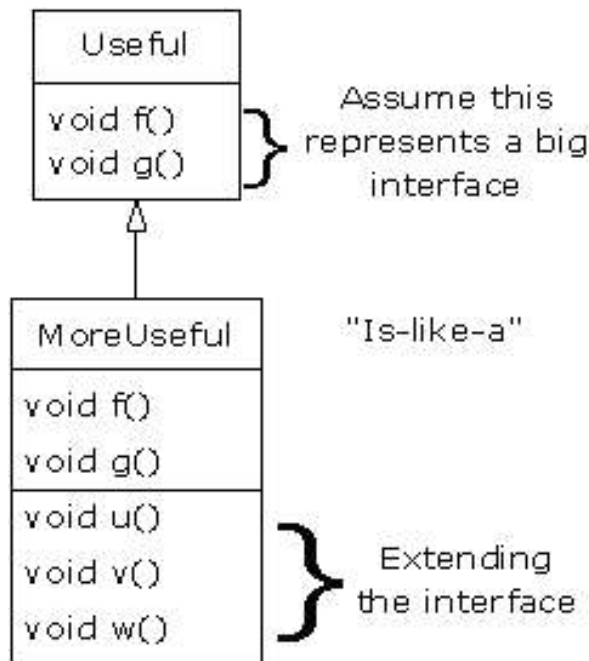 Useful
void f()
void g()
Assume this
represents a big
interface
MoreUseful
"Is-like-a"
void f()
void g()
void u()
void v()
void w()
Extending
the interface